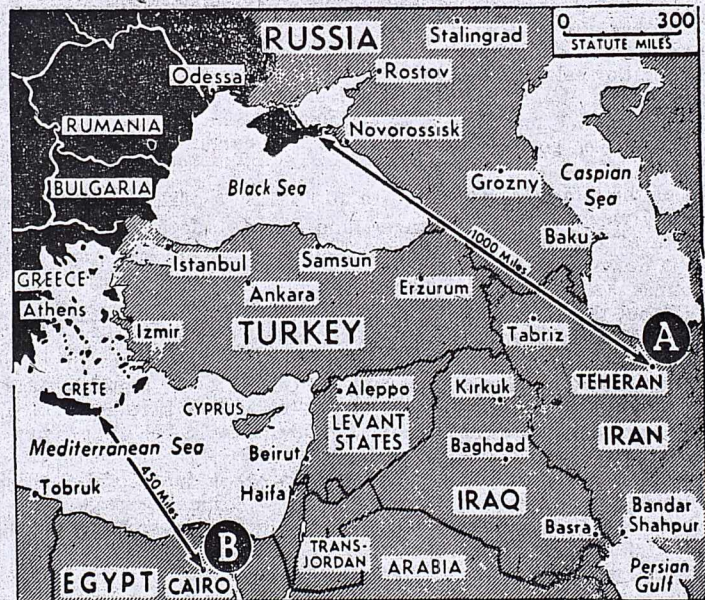 0 300
STATUTE MILES
RUSSIA
Stalingrad
Odessa
Rostov
RUMANIA
Novorossisk
BULGARIA
Black Sea
Grozny
Caspian
Sea
Baku
1000 Miles
Istanbul
Samsun
GREECE
Ankara
Erzurum
Athens
Izmir
TURKEY
Tabriz
A
TEHERAN
CRETE
CYPRUS
Aleppo
Kirkuk
LEVANT
STATES
IRAN
Mediterranean Sea
Beirut
Baghdad
450 Miles
Tobruk
Haifa
IRAQ
Bandar
Shahpur
Basra
B
TRANS-
JORDAN
ARABIA
Persian
Gulf
EGYPT
CAIRO